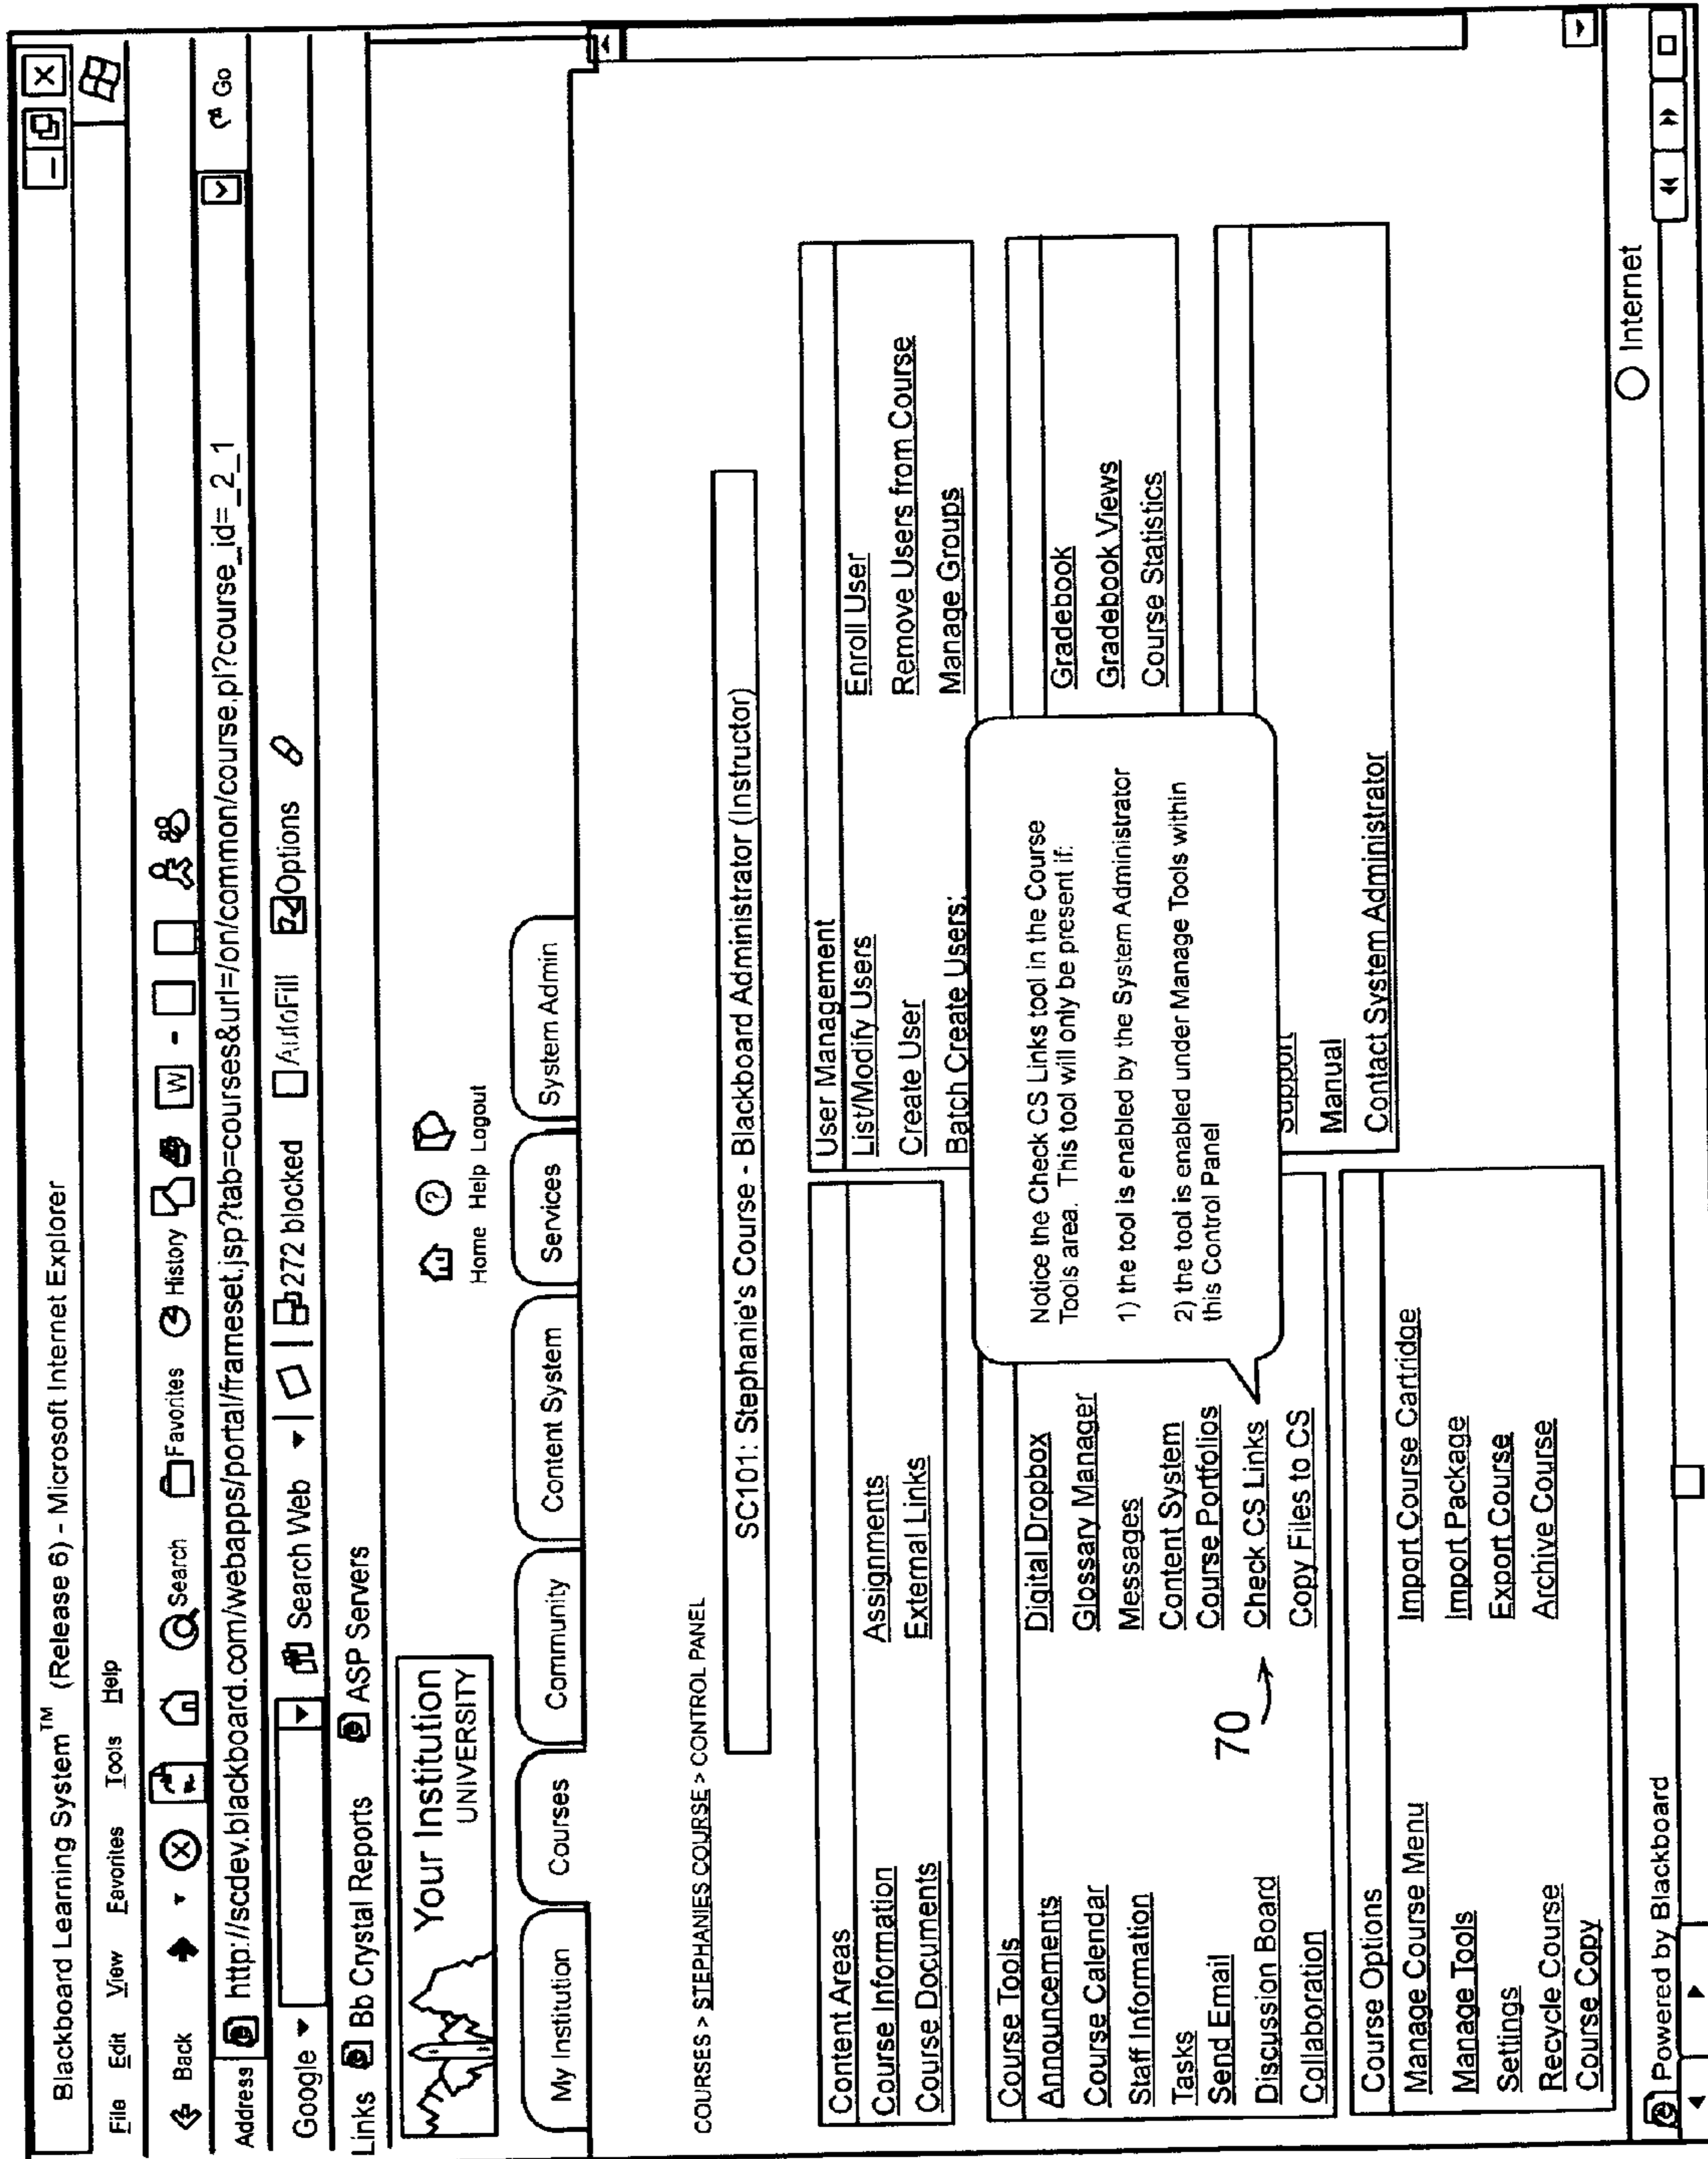 Blackboard Learning System™ (Release 6) - Microsoft Internet Explorer
File Edit View Favorites Tools Help
Back Search Favorites History W
Address http://scdev.blackboard.com/webapps/portal/frameset.jsp?tab=courses&url=/on/common/course.pl?course_id=_2_1 Go
Google Search Web 272 blocked AutoFill Options
Links Bb Crystal Reports ASP Servers
Your Institution
UNIVERSITY
Home Help Logout
My Institution Courses Community Content System Services System Admin
COURSES > STEPHANIES COURSE > CONTROL PANEL
SC101: Stephanie's Course - Blackboard Administrator (Instructor)
Content Areas
Course Information Assignments
Course Documents External Links
Course Tools
Announcements Digital Dropbox
Course Calendar Glossary Manager
Staff Information Messages
Tasks Content System
Send Email Course Portfolios
Discussion Board Check CS Links
Collaboration Copy Files to CS
70
Course Options
Manage Course Menu Import Course Cartridge
Manage Tools Import Package
Settings Export Course
Recycle Course Archive Course
Course Copy
User Management
List/Modify Users Enroll User
Create User Remove Users from Course
Batch Create Users: Manage Groups
Gradebook
Gradebook Views
Course Statistics
Notice the Check CS Links tool in the Course
Tools area. This tool will only be present if:
1) the tool is enabled by the System Administrator
2) the tool is enabled under Manage Tools within
this Control Panel
Support
Manual
Contact System Administrator
Powered by Blackboard Internet